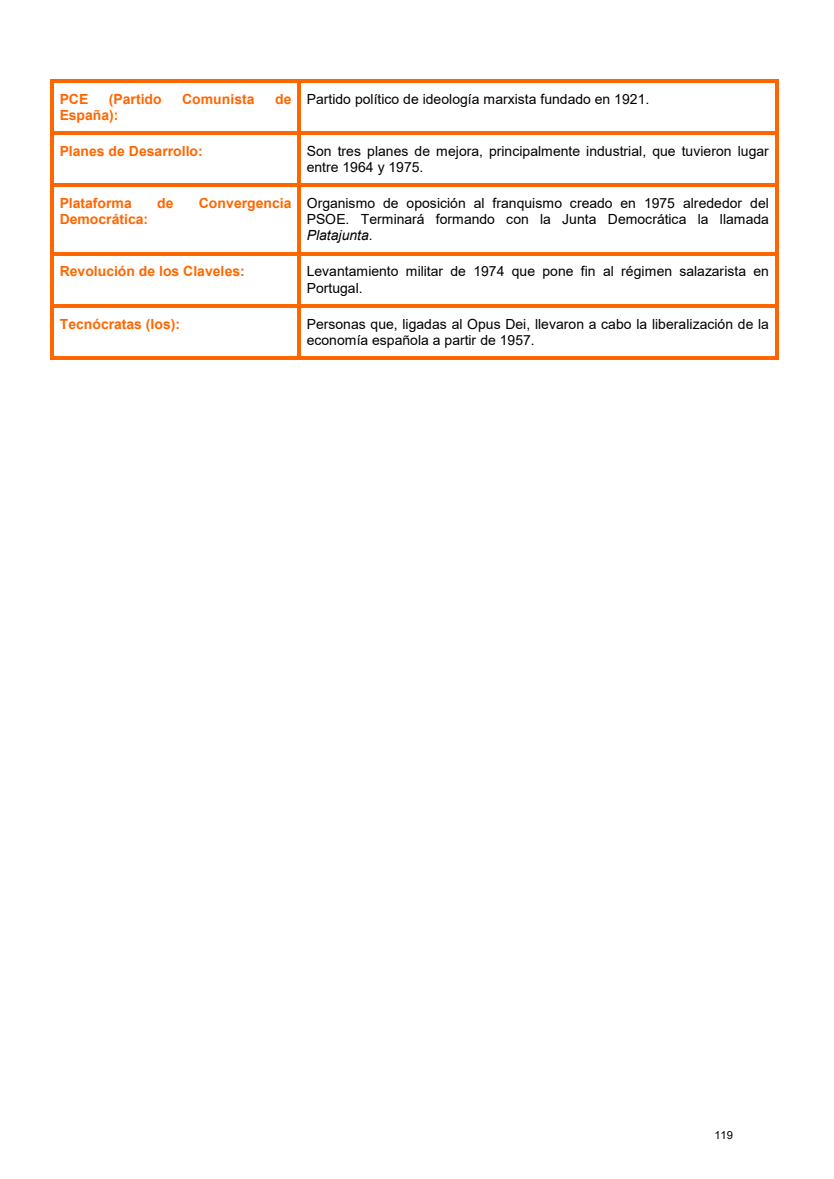 PCE (Partido Comunista de
España):
Partido político de ideología marxista fundado en 1921.
Planes de Desarrollo:
Son tres planes de mejora, principalmente industrial, que tuvieron lugar
entre 1964 y 1975.
Plataforma de Convergencia
Democrática:
Organismo de oposición al franquismo creado en 1975 alrededor del
PSOE. Terminará formando con la Junta Democrática la llamada
Platajunta.
Revolución de los Claveles:
Levantamiento militar de 1974 que pone fin al régimen salazarista en
Portugal.
Tecnócratas (los):
Personas que, ligadas al Opus Dei, llevaron a cabo la liberalización de la
economía española a partir de 1957.
119